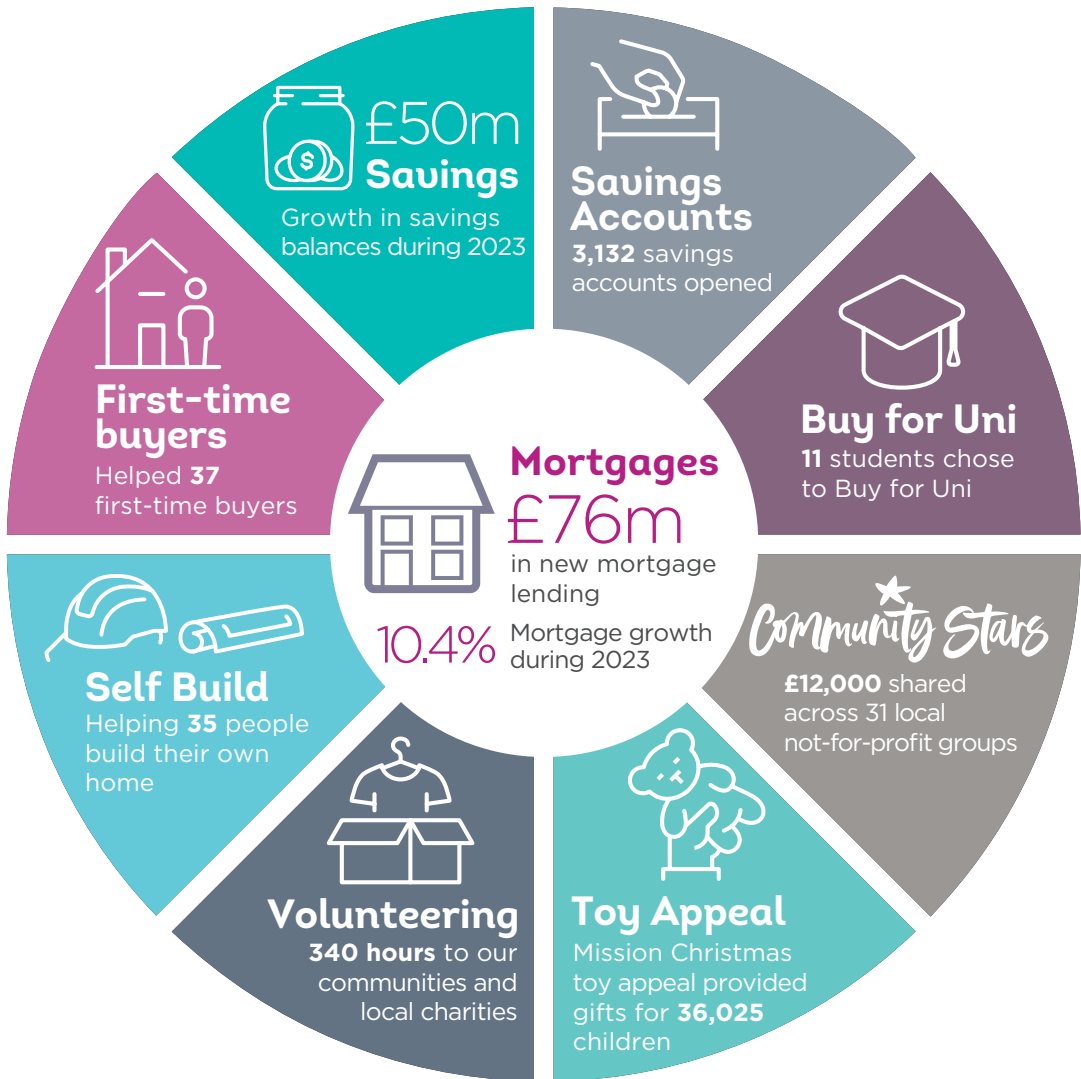 £50m
Savings
Growth in savings
balances during 2023
Savings
Accounts
3,132 savings
accounts opened
Buy for Uni
11 students chose
to Buy for Uni
Community Stars
£12,000 shared
across 31 local
not-for-profit groups
Toy Appeal
Mission Christmas
toy appeal provided
gifts for 36,025
children
Volunteering
340 hours to our
communities and
local charities
Self Build
Helping 35 people
build their own
home
First-time
buyers
Helped 37
first-time buyers
Mortgages
£76m
in new mortgage
lending
10.4% Mortgage growth
during 2023
$